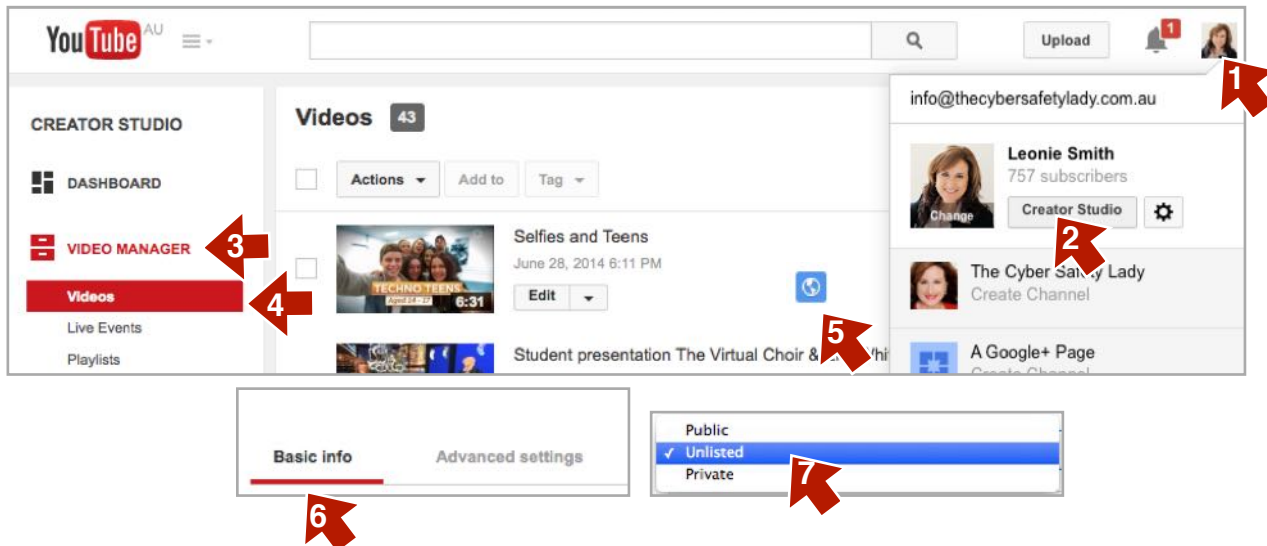 YouTube AU
Upload
1
1
info@thecybersafetylady.com.au
CREATOR STUDIO
Videos 43
Leonie Smith
757 subscribers
Change
Creator Studio
2
DASHBOARD
Actions Add to Tag
VIDEO MANAGER
3
Selfies and Teens
June 28, 2014 6:11 PM
TECHNO TEENS
6:31
Edit
The Cyber Safety Lady
Create Channel
Videos
4
Live Events
5
Playlists
Student presentation The Virtual Choir &
A Google+ Page
Create Channel
Basic info Advanced settings
6
Public
✓ Unlisted
Private
7